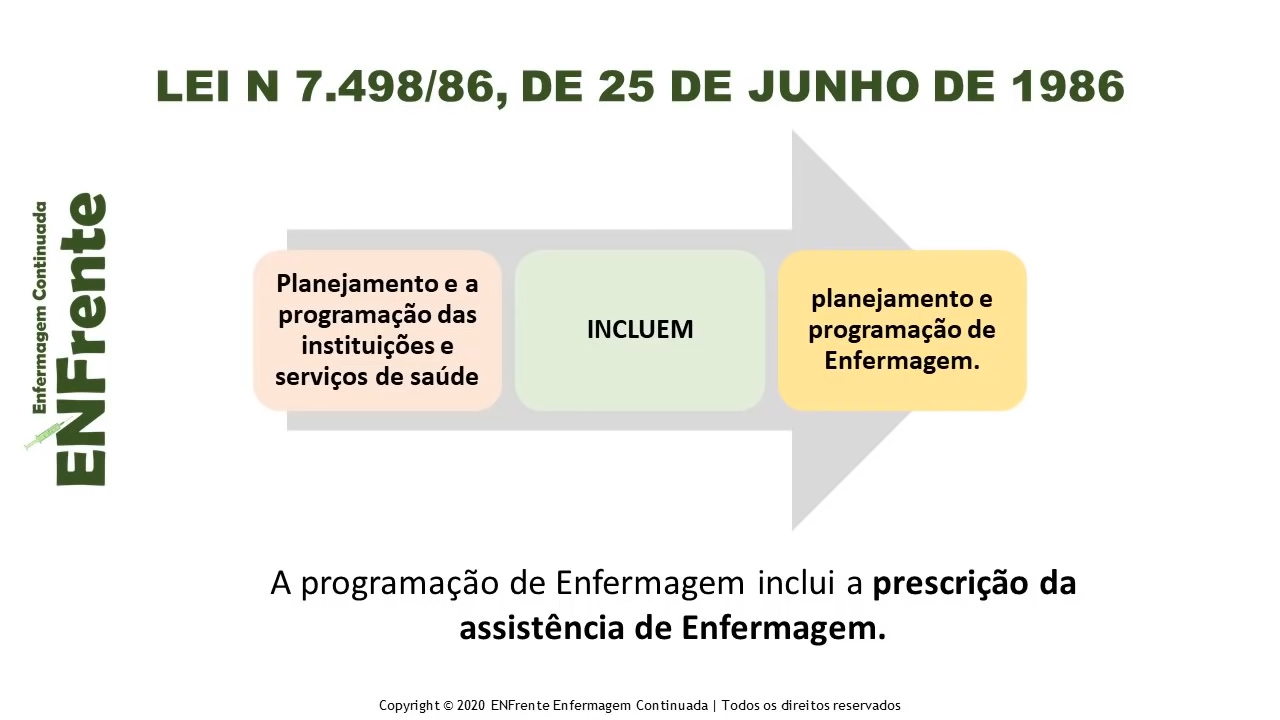 LEI N 7.498/86, DE 25 DE JUNHO DE 1986
Enfermagem Continuada
ENFrente
Planejamento e a
programação das
instituições e
serviços de saúde
INCLUEM
planejamento e
programação de
Enfermagem.
A programação de Enfermagem inclui a prescrição da
assistência de Enfermagem.
Copyright © 2020 ENFrente Enfermagem Continuada | Todos os direitos reservados